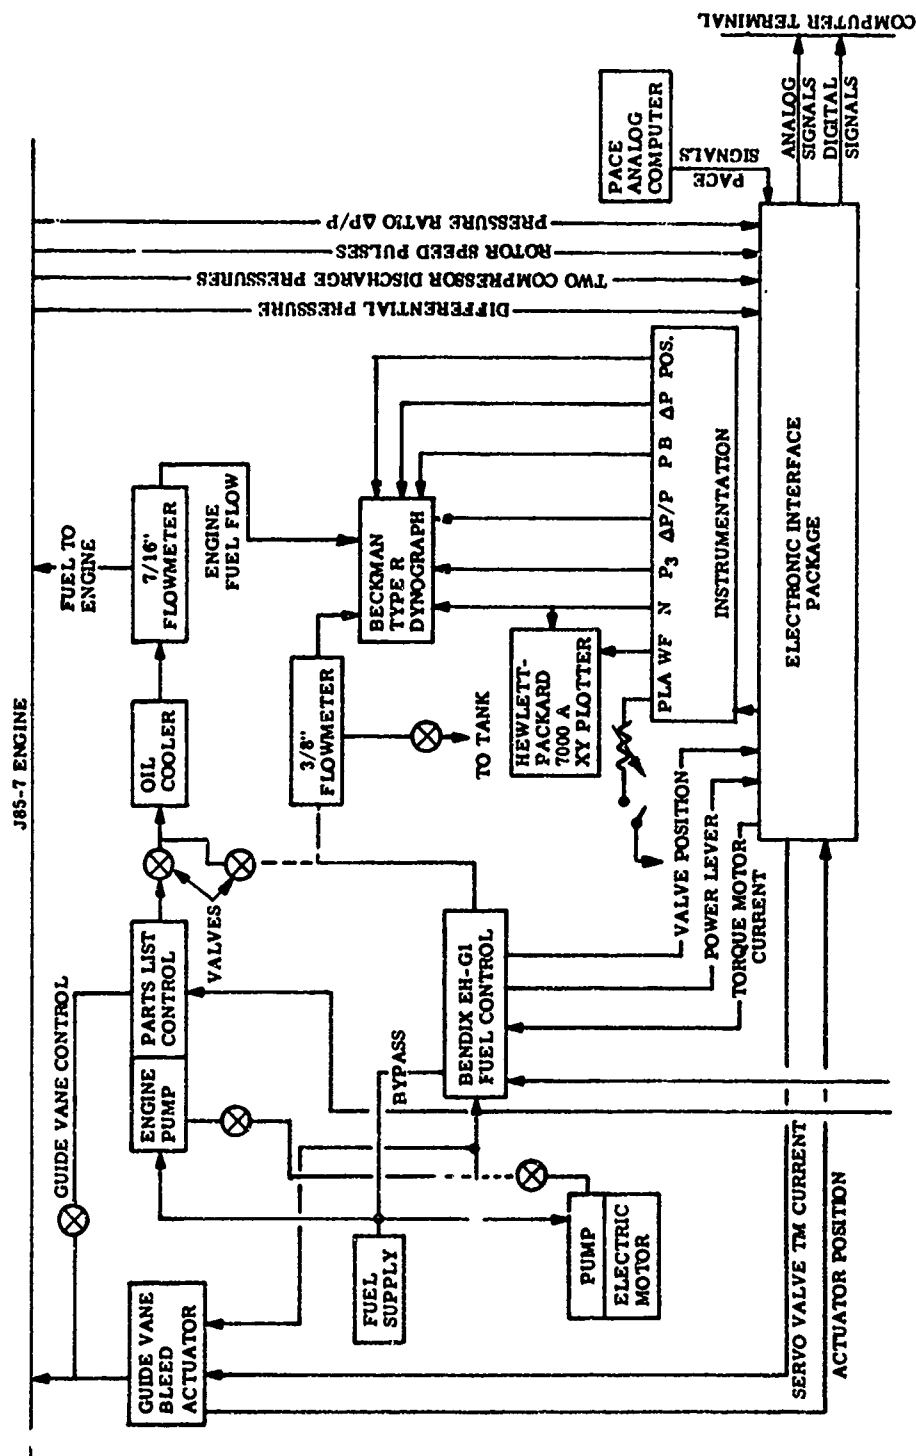 J85-7 ENGINE
GUIDE VANE CONTROL
FUEL TO
ENGINE
GUIDE VANE
BLEED
ACTUATOR
ENGINE
PUMP
PARTS LIST
CONTROL
VALVES
OIL
COOLER
7/16"
FLOWMETER
ENGINE
FUEL FLOW
DIFFERENTIAL PRESSURE
TWO COMPRESSOR DISCHARGE PRESSURES
ROTOR SPEED PULSES
PRESSURE RATIO ΔP/P
3/8"
FLOWMETER
TO TANK
BECKMAN
TYPE R
DYNOGRAPH
FUEL
SUPPLY
BYPASS
BENDIX EH-G1
FUEL CONTROL
HEWLETT-
PACKARD
7000 A
XY PLOTTER
PUMP
ELECTRIC
MOTOR
PLA WF N P3 ΔP/P PB ΔP POS.
INSTRUMENTATION
PACE
ANALOG
COMPUTER
PACE
SIGNALS
VALVE POSITION
POWER LEVER
TORQUE MOTOR
CURRENT
ELECTRONIC INTERFACE
PACKAGE
ANALOG
SIGNALS
DIGITAL
SIGNALS
COMPUTER TERMINAL
SERVO VALVE TM CURRENT
ACTUATOR POSITION